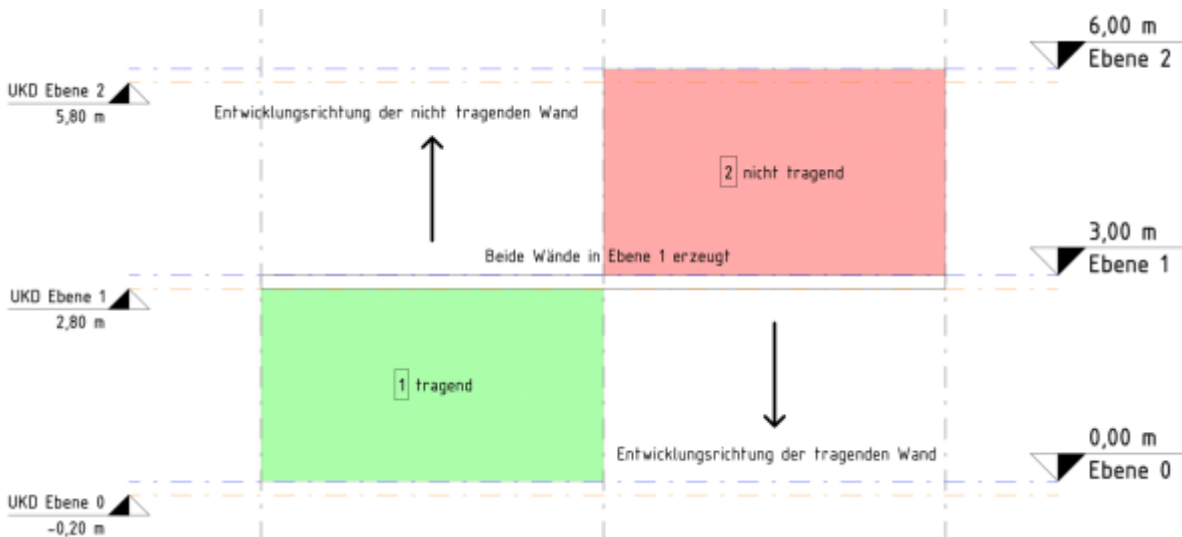 6,00 m
Ebene 2
UKD Ebene 2
5,80 m
Entwicklungsrichtung der nicht tragenden Wand
2 nicht tragend
3,00 m
Beide Wände in Ebene 1 erzeugt
Ebene 1
UKD Ebene 1
2,80 m
1 tragend
0,00 m
Entwicklungsrichtung der tragenden Wand
Ebene 0
UKD Ebene 0
-0,20 m